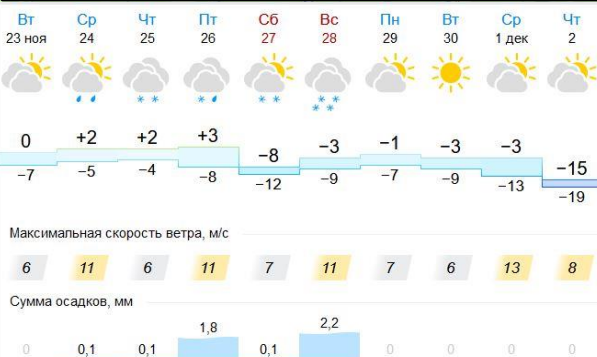 Вт Ср Чт Пт Сб Вс Пн Вт Ср Чт
23 ноя 24 25 26 27 28 29 30 1 дек 2
0 +2 +2 +3 −8 −3 −1 −3 −3 −15
−7 −5 −4 −8 −12 −9 −7 −9 −13 −19
Максимальная скорость ветра, м/с
6 11 6 11 7 11 7 6 13 8
Сумма осадков, мм
0 0,1 0,1 1,8 0,1 2,2 0 0 0 0